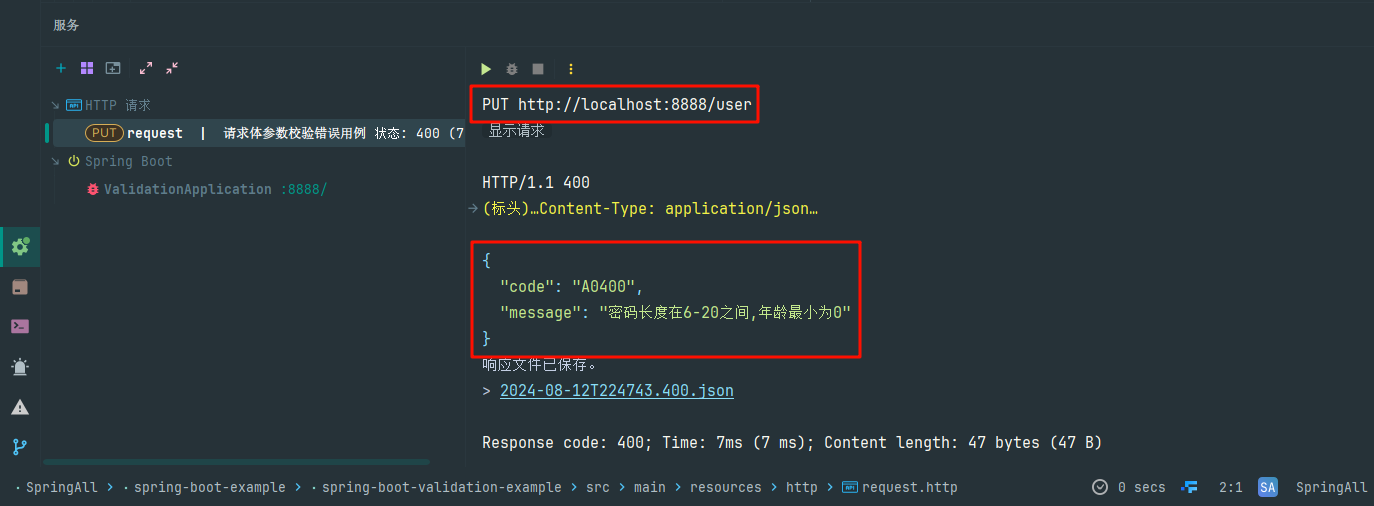 服务
HTTP 请求
PUT request | 请求体参数校验错误用例 状态: 400 (7
Spring Boot
ValidationApplication :8888/
PUT http://localhost:8888/user
显示请求
HTTP/1.1 400
(标头)…Content-Type: application/json…
{
"code": "A0400",
"message": "密码长度在6-20之间,年龄最小为0"
}
响应文件已保存。
> 2024-08-12T224743.400.json
Response code: 400; Time: 7ms (7 ms); Content length: 47 bytes (47 B)
SpringAll > spring-boot-example > spring-boot-validation-example > src > main > resources > http > request.http
0 secs
2:1
SA
SpringAll